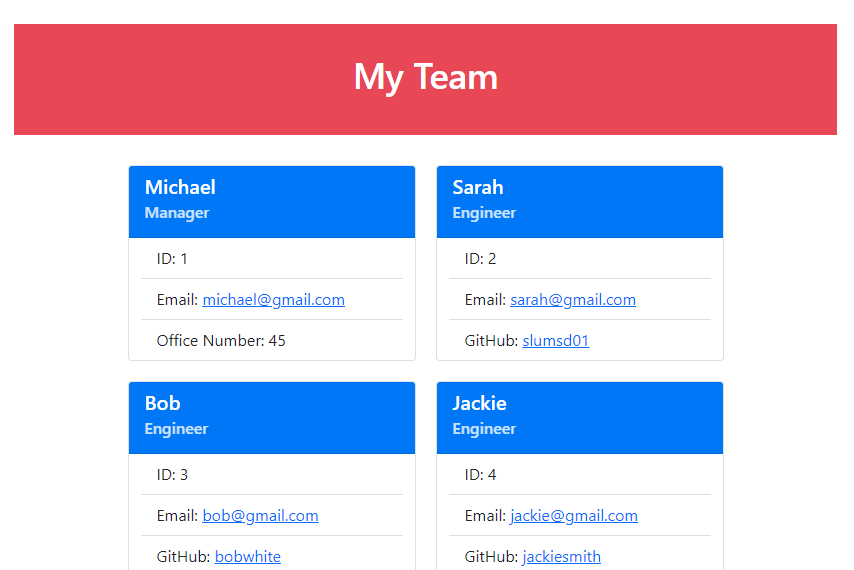 My Team
Michael
Manager
ID: 1
Email: michael@gmail.com
Office Number: 45
Sarah
Engineer
ID: 2
Email: sarah@gmail.com
GitHub: slumsd01
Bob
Engineer
ID: 3
Email: bob@gmail.com
GitHub: bobwhite
Jackie
Engineer
ID: 4
Email: jackie@gmail.com
GitHub: jackiesmith